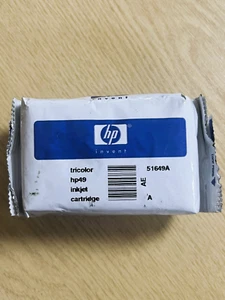 hp
invent
tricolor 51649A
hp49
inkjet AE
cartridge A